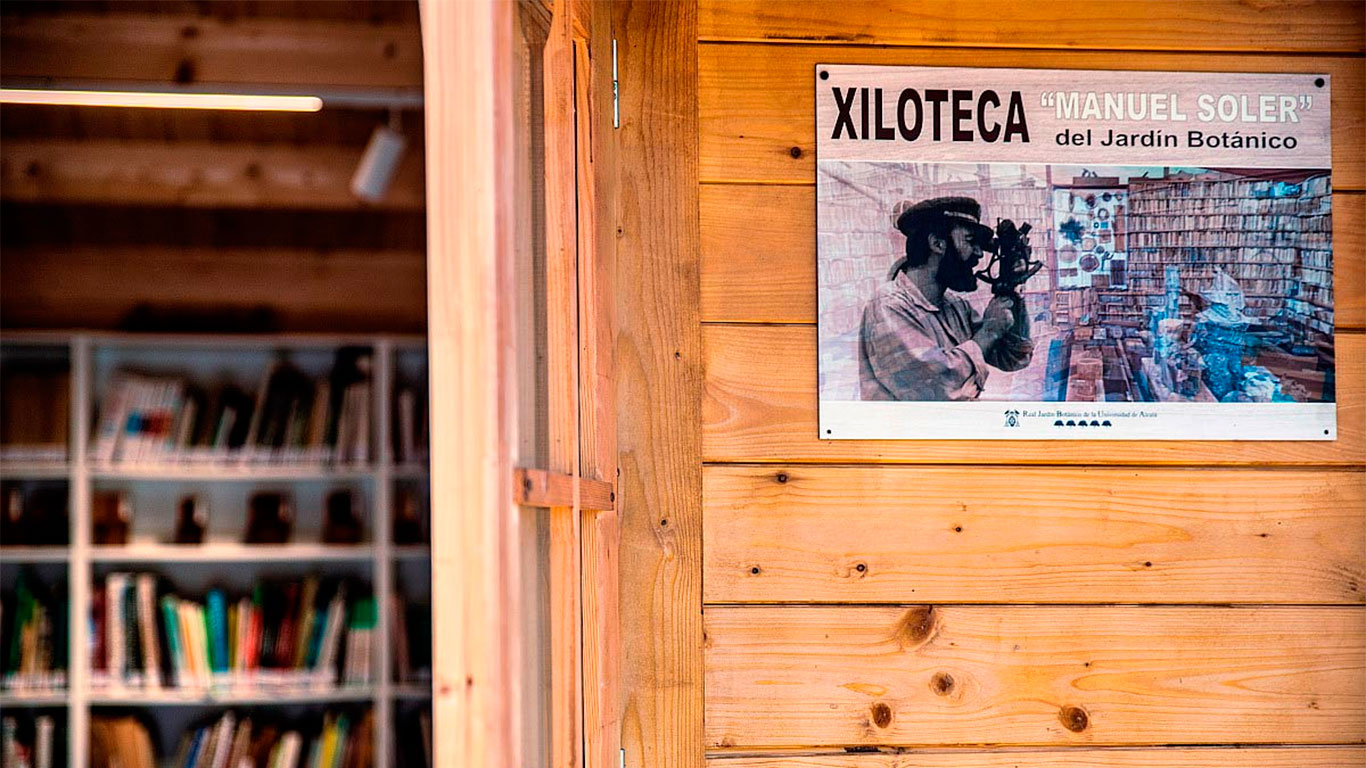 XILOTECA “MANUEL SOLER”
del Jardín Botánico
Real Jardín Botánico de la Universidad de Alcalá